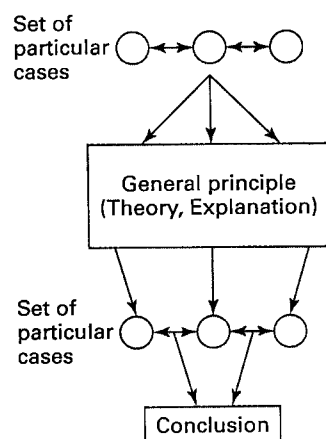 Set of
particular
cases
General principle
(Theory, Explanation)
Set of
particular
cases
Conclusion